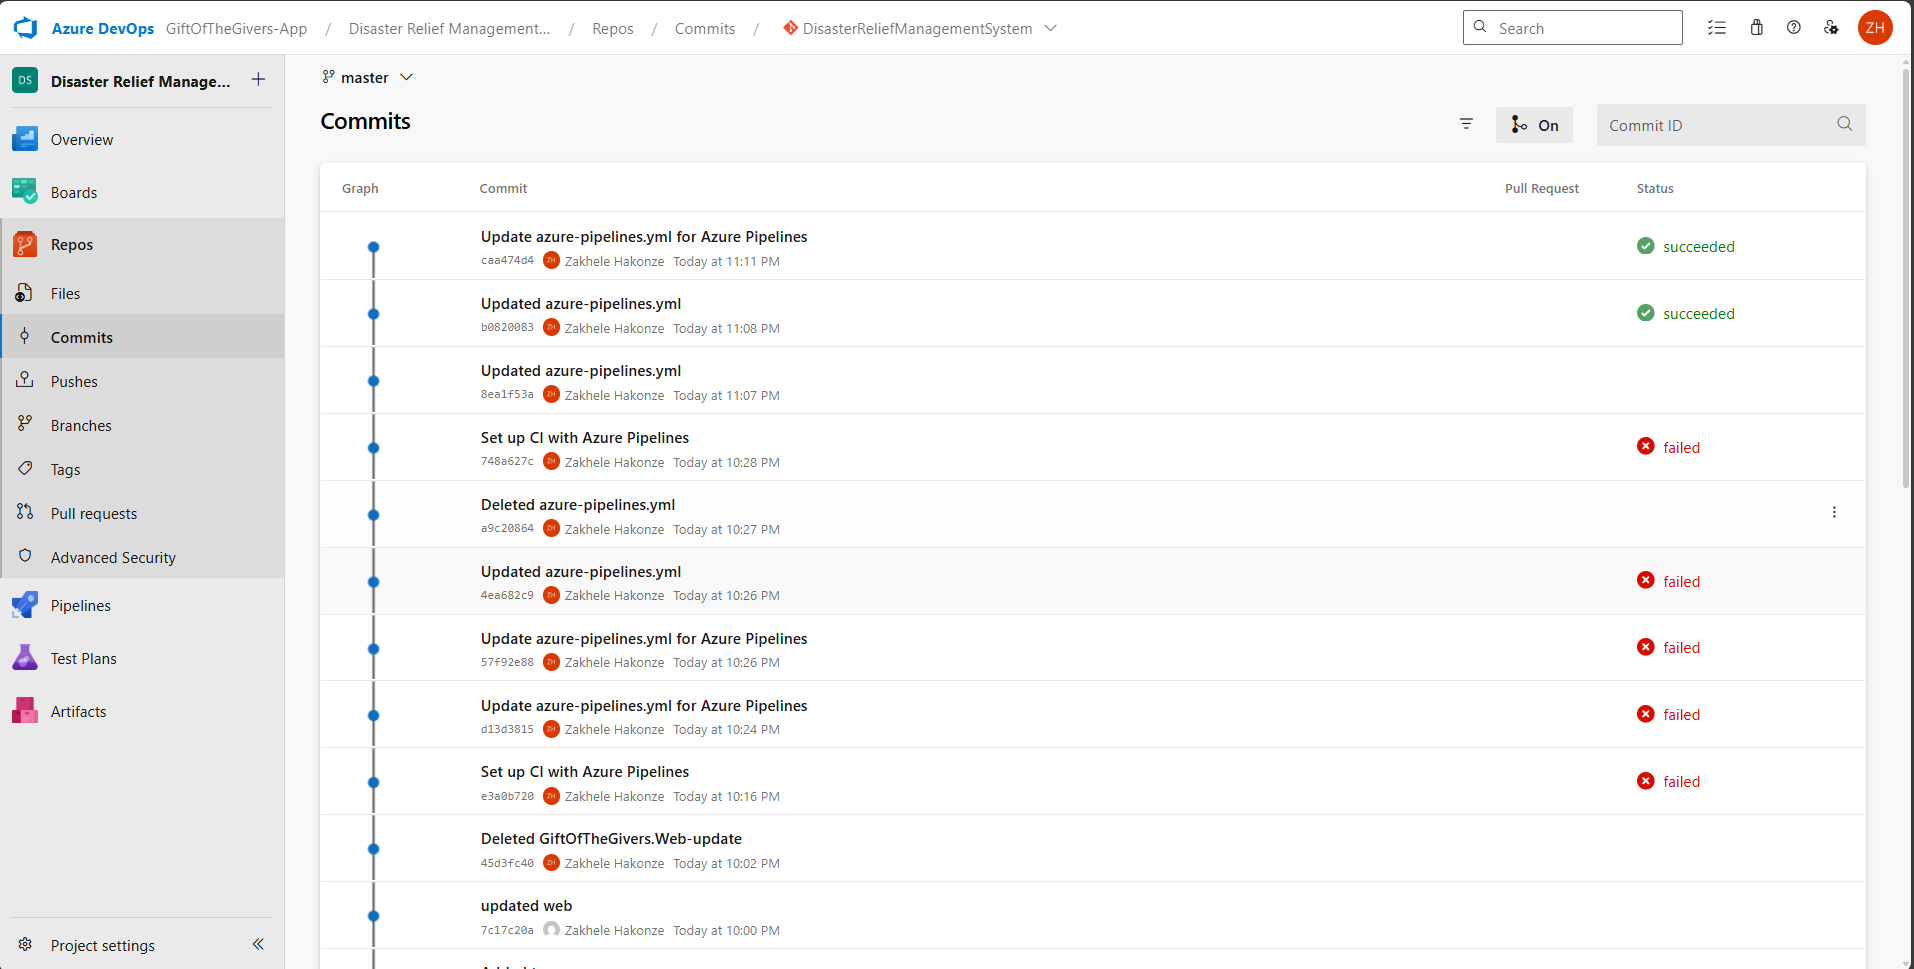 Azure DevOps GiftOfTheGivers-App / Disaster Relief Management... / Repos / Commits / DisasterReliefManagementSystem
Search
ZH
DS Disaster Relief Manage...
Overview
Boards
Repos
Files
Commits
Pushes
Branches
Tags
Pull requests
Advanced Security
Pipelines
Test Plans
Artifacts
Project settings
master
Commits
On
Commit ID
Graph Commit Pull Request Status
Update azure-pipelines.yml for Azure Pipelines
caa474d4 ZH Zakhele Hakonze Today at 11:11 PM
succeeded
Updated azure-pipelines.yml
b0820083 ZH Zakhele Hakonze Today at 11:08 PM
succeeded
Updated azure-pipelines.yml
8ea1f53a ZH Zakhele Hakonze Today at 11:07 PM
Set up CI with Azure Pipelines
748a627c ZH Zakhele Hakonze Today at 10:28 PM
failed
Deleted azure-pipelines.yml
a9c20864 ZH Zakhele Hakonze Today at 10:27 PM
Updated azure-pipelines.yml
4ea682c9 ZH Zakhele Hakonze Today at 10:26 PM
failed
Update azure-pipelines.yml for Azure Pipelines
57f92e88 ZH Zakhele Hakonze Today at 10:26 PM
failed
Update azure-pipelines.yml for Azure Pipelines
d13d3815 ZH Zakhele Hakonze Today at 10:24 PM
failed
Set up CI with Azure Pipelines
e3a0b720 ZH Zakhele Hakonze Today at 10:16 PM
failed
Deleted GiftOfTheGivers.Web-update
45d3fc40 ZH Zakhele Hakonze Today at 10:02 PM
updated web
7c17c20a Zakhele Hakonze Today at 10:00 PM